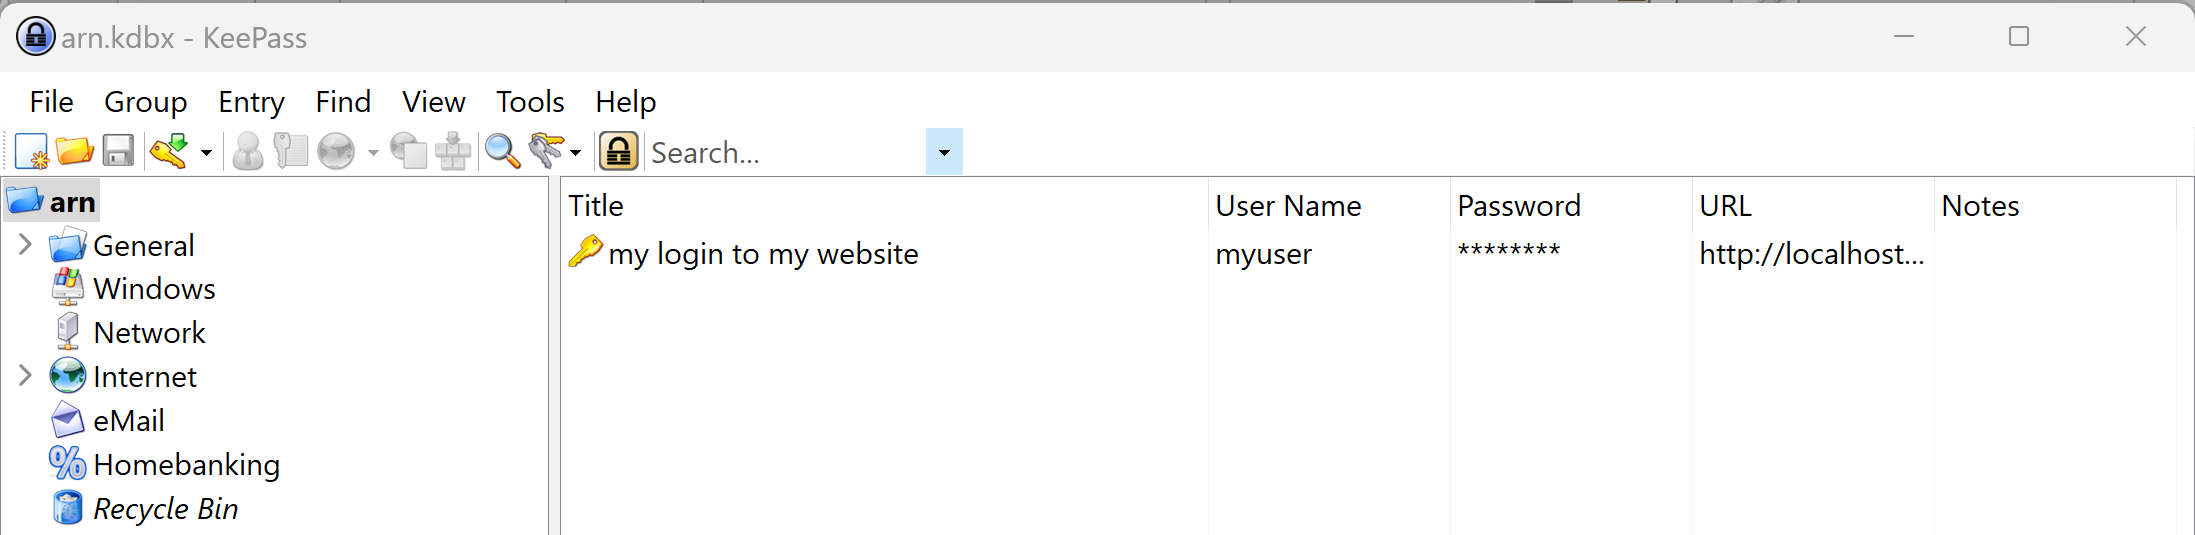 arn.kdbx - KeePass
File Group Entry Find View Tools Help
Search...
arn
General
Windows
Network
Internet
eMail
Homebanking
Recycle Bin
Title User Name Password URL Notes
my login to my website myuser ******** http://localhost...